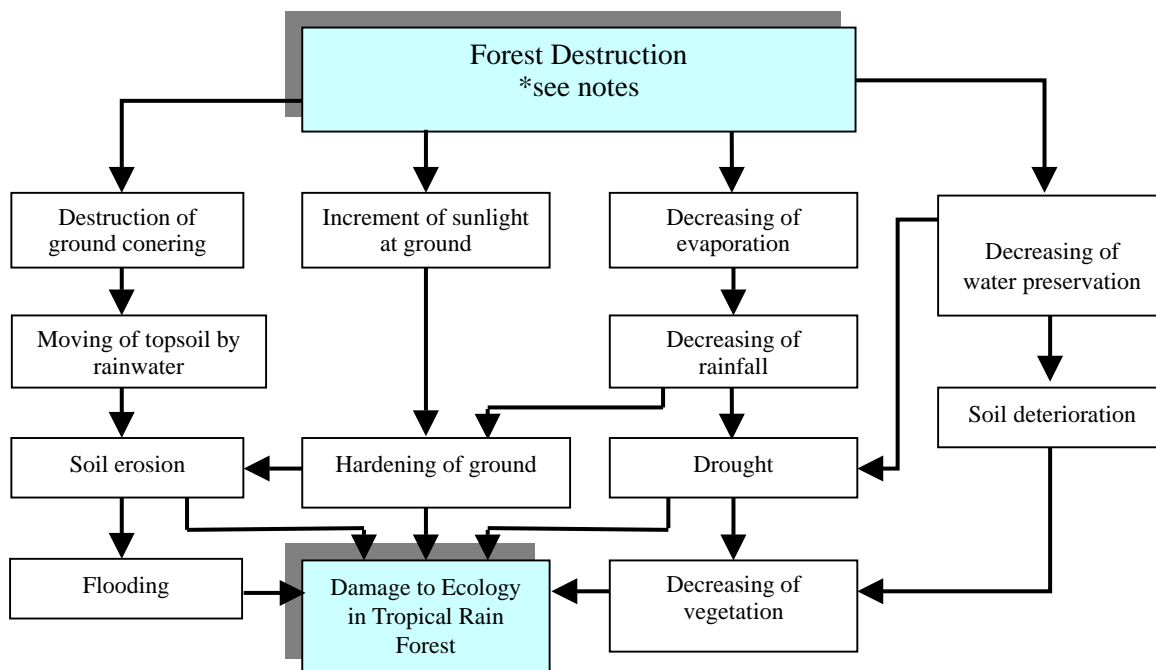 Forest Destruction
*see notes
Destruction of
ground conering
Increment of sunlight
at ground
Decreasing of
evaporation
Decreasing of
water preservation
Moving of topsoil by
rainwater
Decreasing of
rainfall
Soil deterioration
Soil erosion
Hardening of ground
Drought
Flooding
Damage to Ecology
in Tropical Rain
Forest
Decreasing of
vegetation